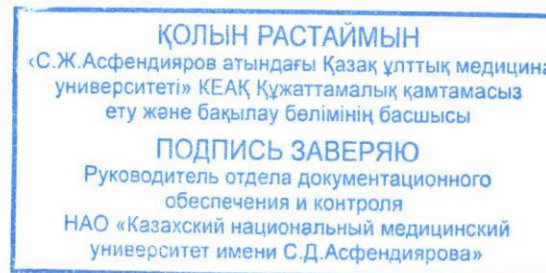 ҚОЛЫН РАСТАЙМЫН
«С.Ж.Асфендияров атындағы Қазақ ұлттық медицина
университеті» КЕАҚ Құжаттамалық қамтамасыз
ету және бақылау бөлімінің басшысы
ПОДПИСЬ ЗАВЕРЯЮ
Руководитель отдела документационного
обеспечения и контроля
НАО «Казахский национальный медицинский
университет имени С.Д.Асфендиярова»